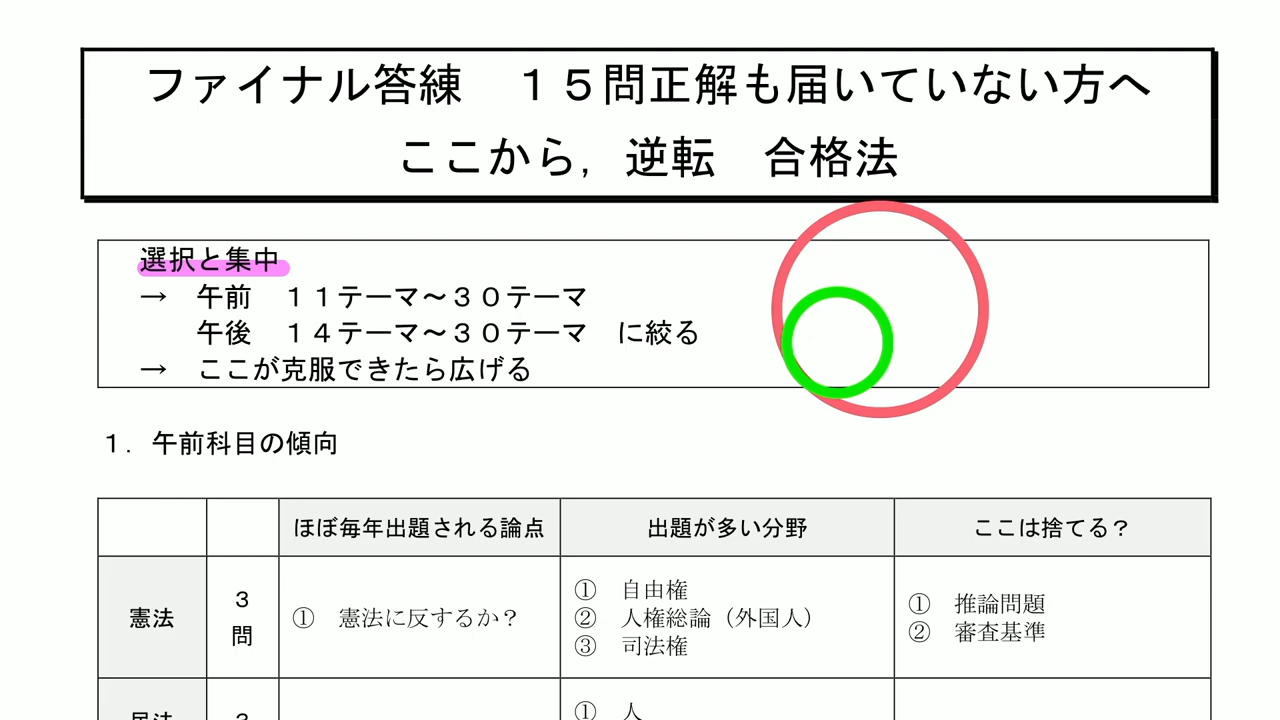 ファイナル答練　１５問正解も届いていない方へ
ここから，逆転　合格法
選択と集中
→　午前　１１テーマ～３０テーマ
午後　１４テーマ～３０テーマ　に絞る
→　ここが克服できたら広げる
１．午前科目の傾向
ほぼ毎年出題される論点
出題が多い分野
ここは捨てる？
憲法
３
問
①　憲法に反するか？
①　自由権
②　人権総論（外国人）
③　司法権
①　推論問題
②　審査基準
①　人